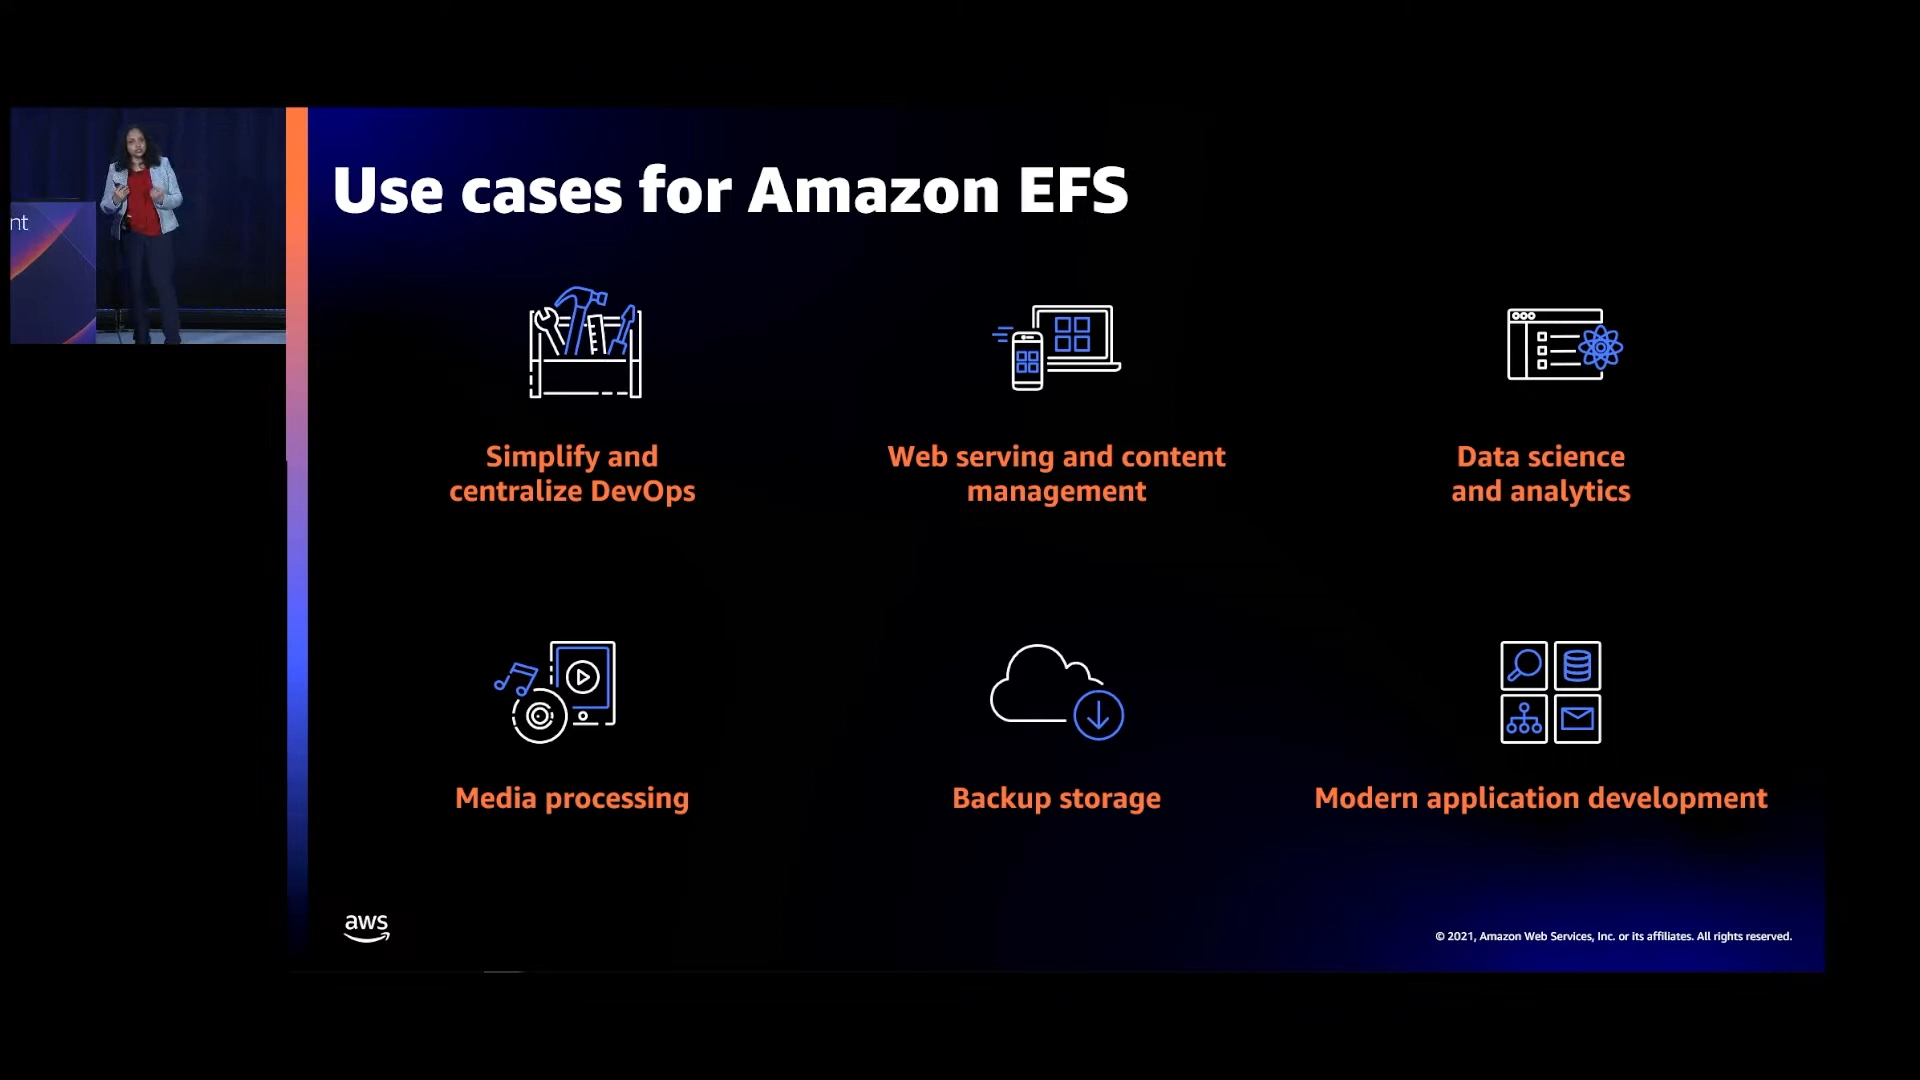 nt
Use cases for Amazon EFS
Simplify and
centralize DevOps
Web serving and content
management
Data science
and analytics
Media processing
Backup storage
Modern application development
aws
© 2021, Amazon Web Services, Inc. or its affiliates. All rights reserved.